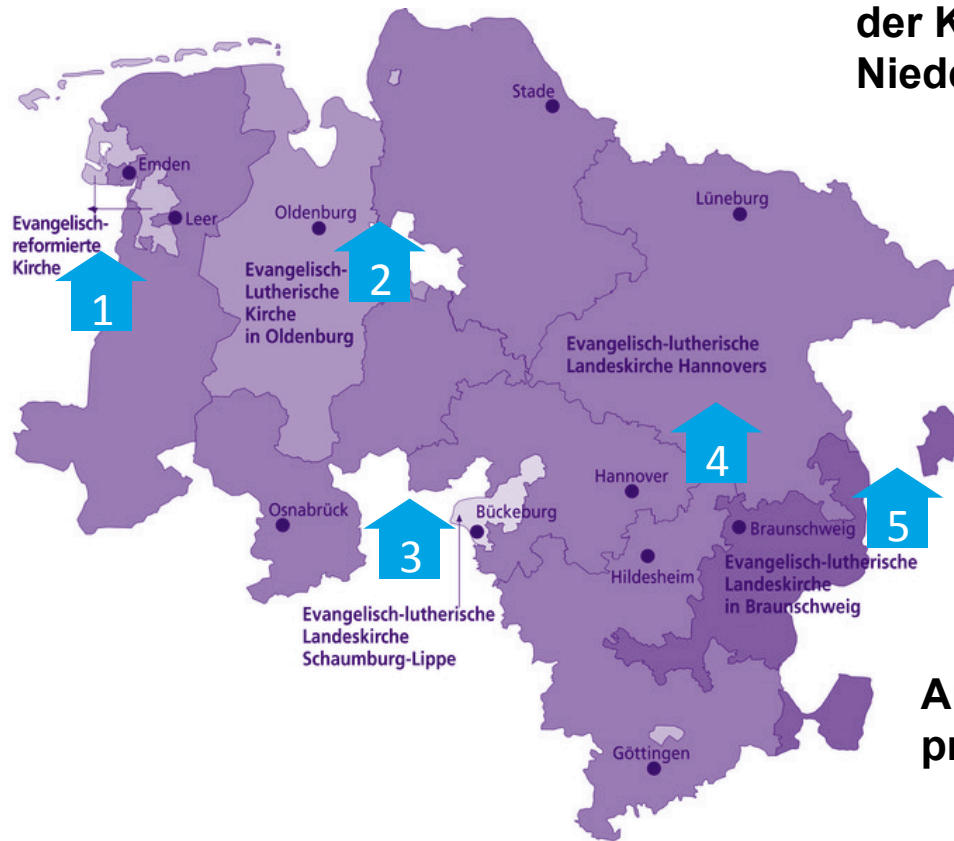 der K
Niede
Stade
Emden
Lüneburg
Leer
Oldenburg
Evangelisch-
reformierte
Kirche
1
2
Evangelisch-
Lutherische
Kirche
in Oldenburg
Evangelisch-lutherische
Landeskirche Hannovers
4
Hannover
Osnabrück
3
Bückeburg
Braunschweig
5
Hildesheim
Evangelisch-lutherische
Landeskirche
in Braunschweig
Evangelisch-lutherische
Landeskirche
Schaumburg-Lippe
A
pr
Göttingen